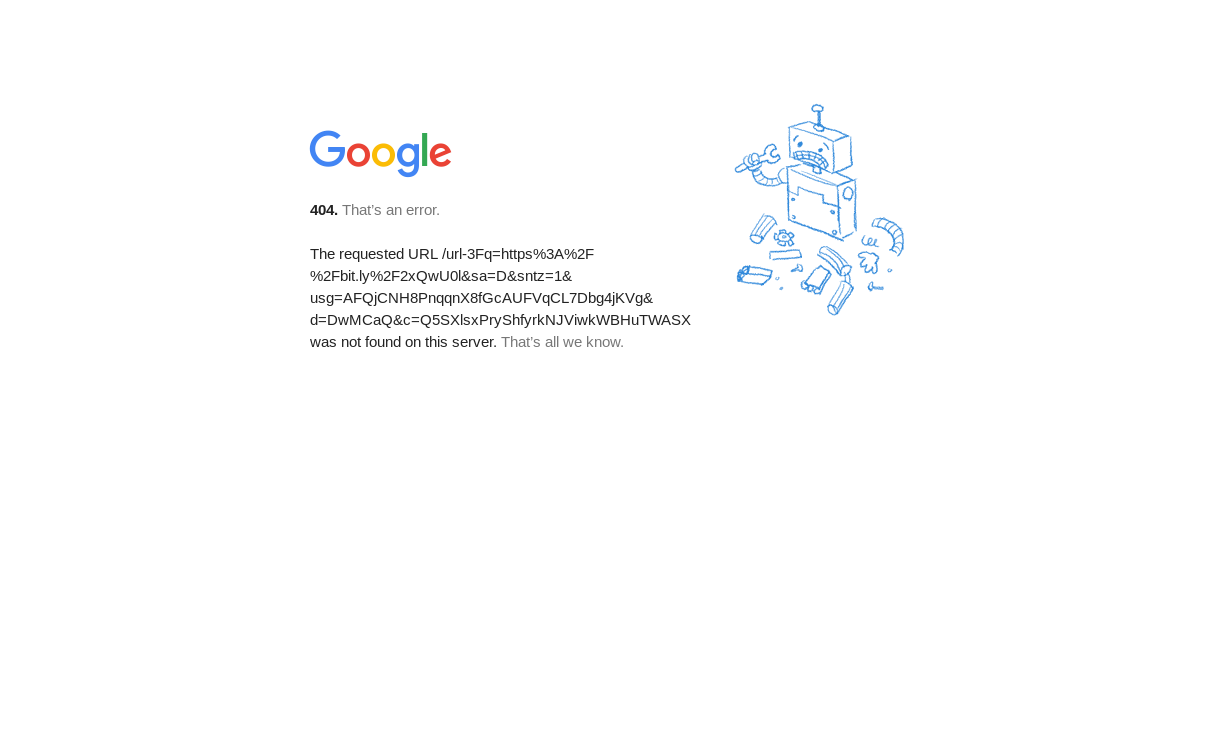 Google
404. That’s an error.
The requested URL /url-3Fq=https%3A%2F
%2Fbit.ly%2F2xQwU0l&sa=D&sntz=1&
usg=AFQjCNH8PnqqnX8fGcAUFVqCL7Dbg4jKVg&
d=DwMCaQ&c=Q5SXlsxPryShfyrkNJViwkWBHuTWASX
was not found on this server. That’s all we know.